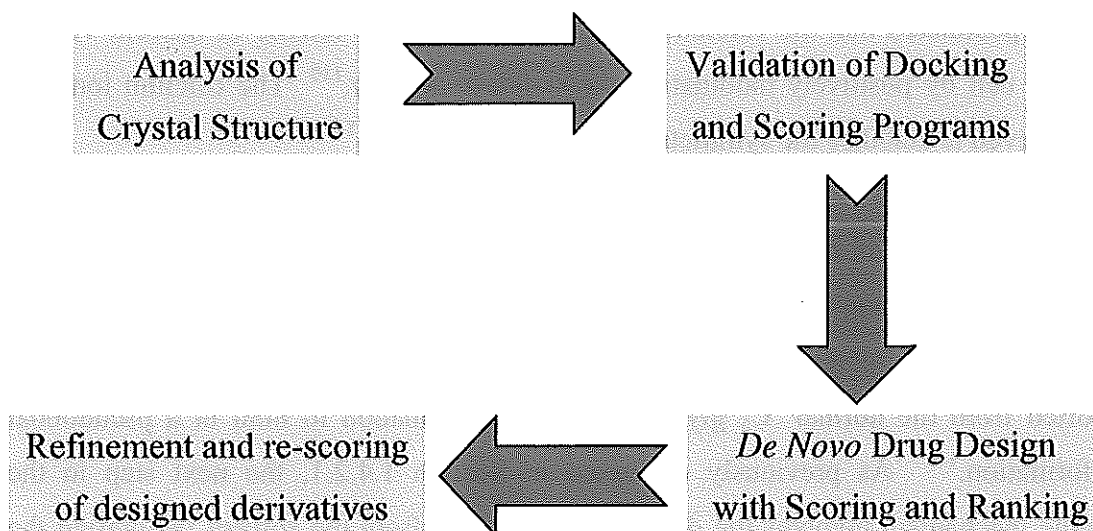 Analysis of
Crystal Structure
Validation of Docking
and Scoring Programs
De Novo Drug Design
with Scoring and Ranking
Refinement and re-scoring
of designed derivatives